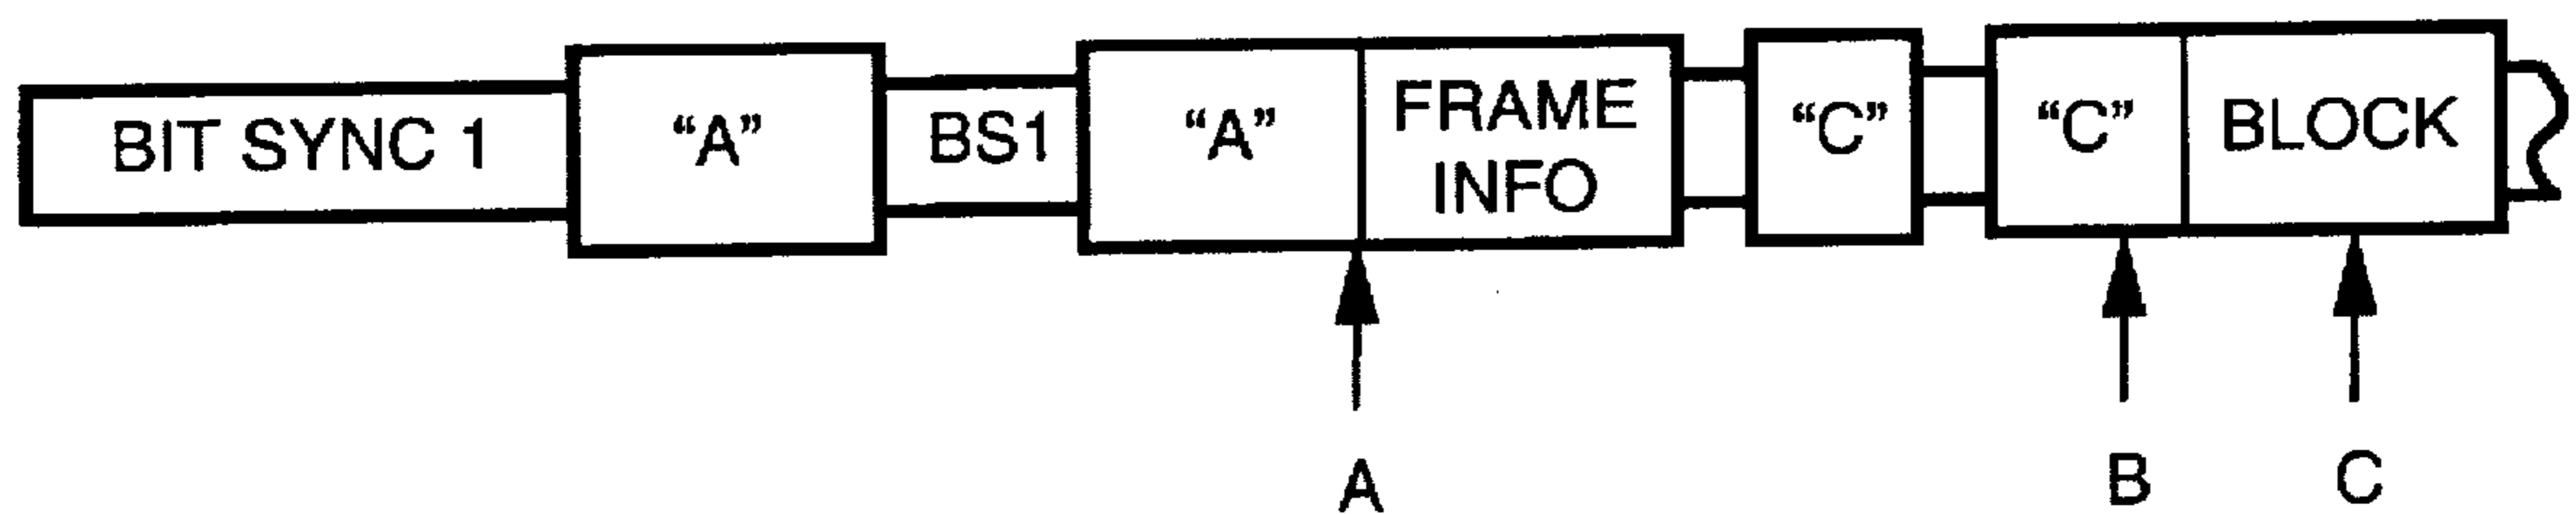 BIT SYNC 1 “A” BS1 “A” FRAME INFO “C” “C” BLOCK
A B C